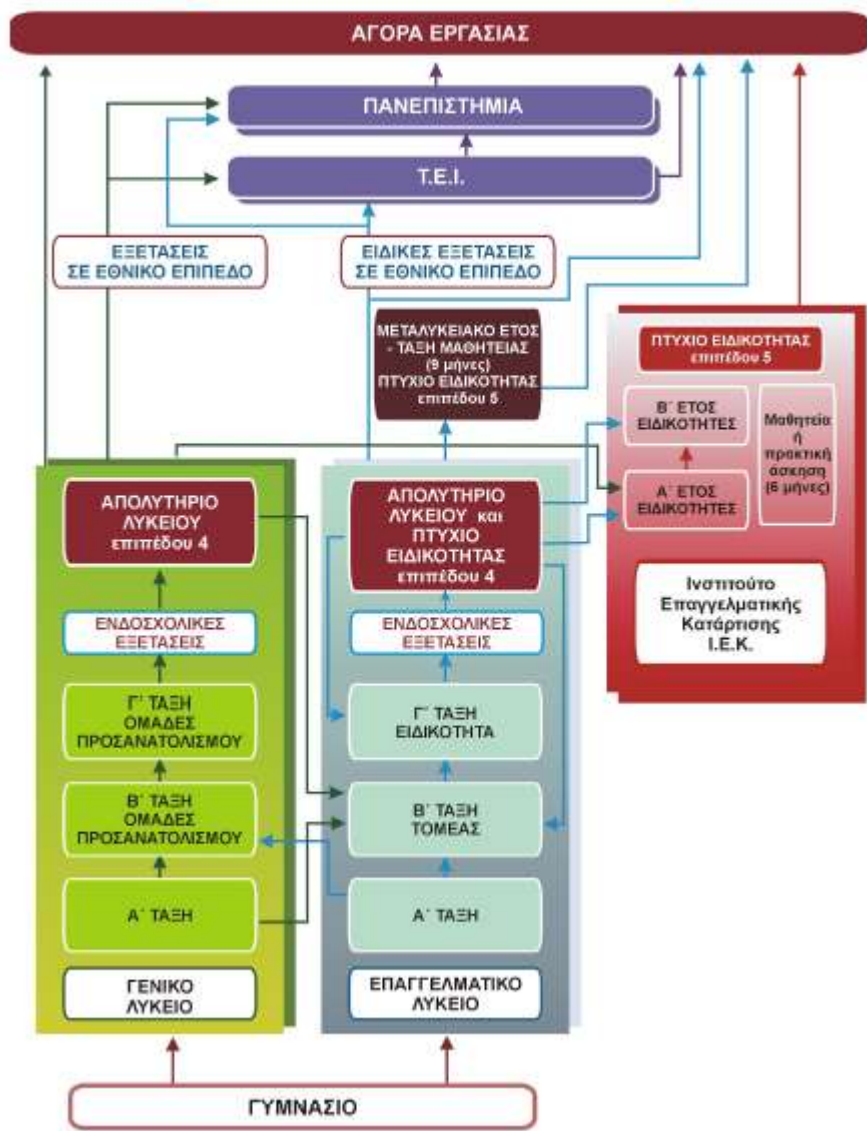 ΑΓΟΡΑ ΕΡΓΑΣΙΑΣ
ΠΑΝΕΠΙΣΤΗΜΙΑ
Τ.Ε.Ι.
ΕΞΕΤΑΣΕΙΣ
ΣΕ ΕΘΝΙΚΟ ΕΠΙΠΕΔΟ
ΕΙΔΙΚΕΣ ΕΞΕΤΑΣΕΙΣ
ΣΕ ΕΘΝΙΚΟ ΕΠΙΠΕΔΟ
ΜΕΤΑΛΥΚΕΙΑΚΟ ΕΤΟΣ
- ΤΑΞΗ ΜΑΘΗΤΕΙΑΣ
(9 μήνες)
ΠΤΥΧΙΟ ΕΙΔΙΚΟΤΗΤΑΣ
επιπέδου 5
ΠΤΥΧΙΟ ΕΙΔΙΚΟΤΗΤΑΣ
επιπέδου 5
Β΄ ΕΤΟΣ
ΕΙΔΙΚΟΤΗΤΕΣ
Μαθητεία
ή
πρακτική
άσκηση
(6 μήνες)
Α΄ ΕΤΟΣ
ΕΙΔΙΚΟΤΗΤΕΣ
Ινστιτούτο
Επαγγελματικής
Κατάρτισης
Ι.Ε.Κ.
ΑΠΟΛΥΤΗΡΙΟ
ΛΥΚΕΙΟΥ
επιπέδου 4
ΕΝΔΟΣΧΟΛΙΚΕΣ
ΕΞΕΤΑΣΕΙΣ
Γ΄ ΤΑΞΗ
ΟΜΑΔΕΣ
ΠΡΟΣΑΝΑΤΟΛΙΣΜΟΥ
Β΄ ΤΑΞΗ
ΟΜΑΔΕΣ
ΠΡΟΣΑΝΑΤΟΛΙΣΜΟΥ
Α΄ ΤΑΞΗ
ΓΕΝΙΚΟ
ΛΥΚΕΙΟ
ΑΠΟΛΥΤΗΡΙΟ
ΛΥΚΕΙΟΥ και
ΠΤΥΧΙΟ
ΕΙΔΙΚΟΤΗΤΑΣ
επιπέδου 4
ΕΝΔΟΣΧΟΛΙΚΕΣ
ΕΞΕΤΑΣΕΙΣ
Γ΄ ΤΑΞΗ
ΕΙΔΙΚΟΤΗΤΑ
Β΄ ΤΑΞΗ
ΤΟΜΕΑΣ
Α΄ ΤΑΞΗ
ΕΠΑΓΓΕΛΜΑΤΙΚΟ
ΛΥΚΕΙΟ
ΓΥΜΝΑΣΙΟ